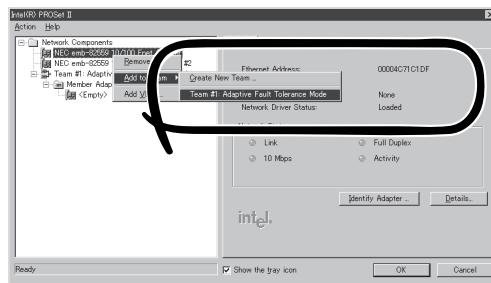 Intel(R) PROSet II
Action Help
Network Components
NEC emb-82559 10/100 Enet
NEC emb-82559 #2
Team #1: Adaptiv
Member Adap
<Empty>
Remove
Add to Team
Add
Create New Team ...
Team #1: Adaptive Fault Tolerance Mode
Ethernet Address: 00004C71C1DF
None
Network Driver Status: Loaded
Link Full Duplex
10 Mbps Activity
Identify Adapter ... Details...
intel.
Ready
Show the tray icon
OK Cancel